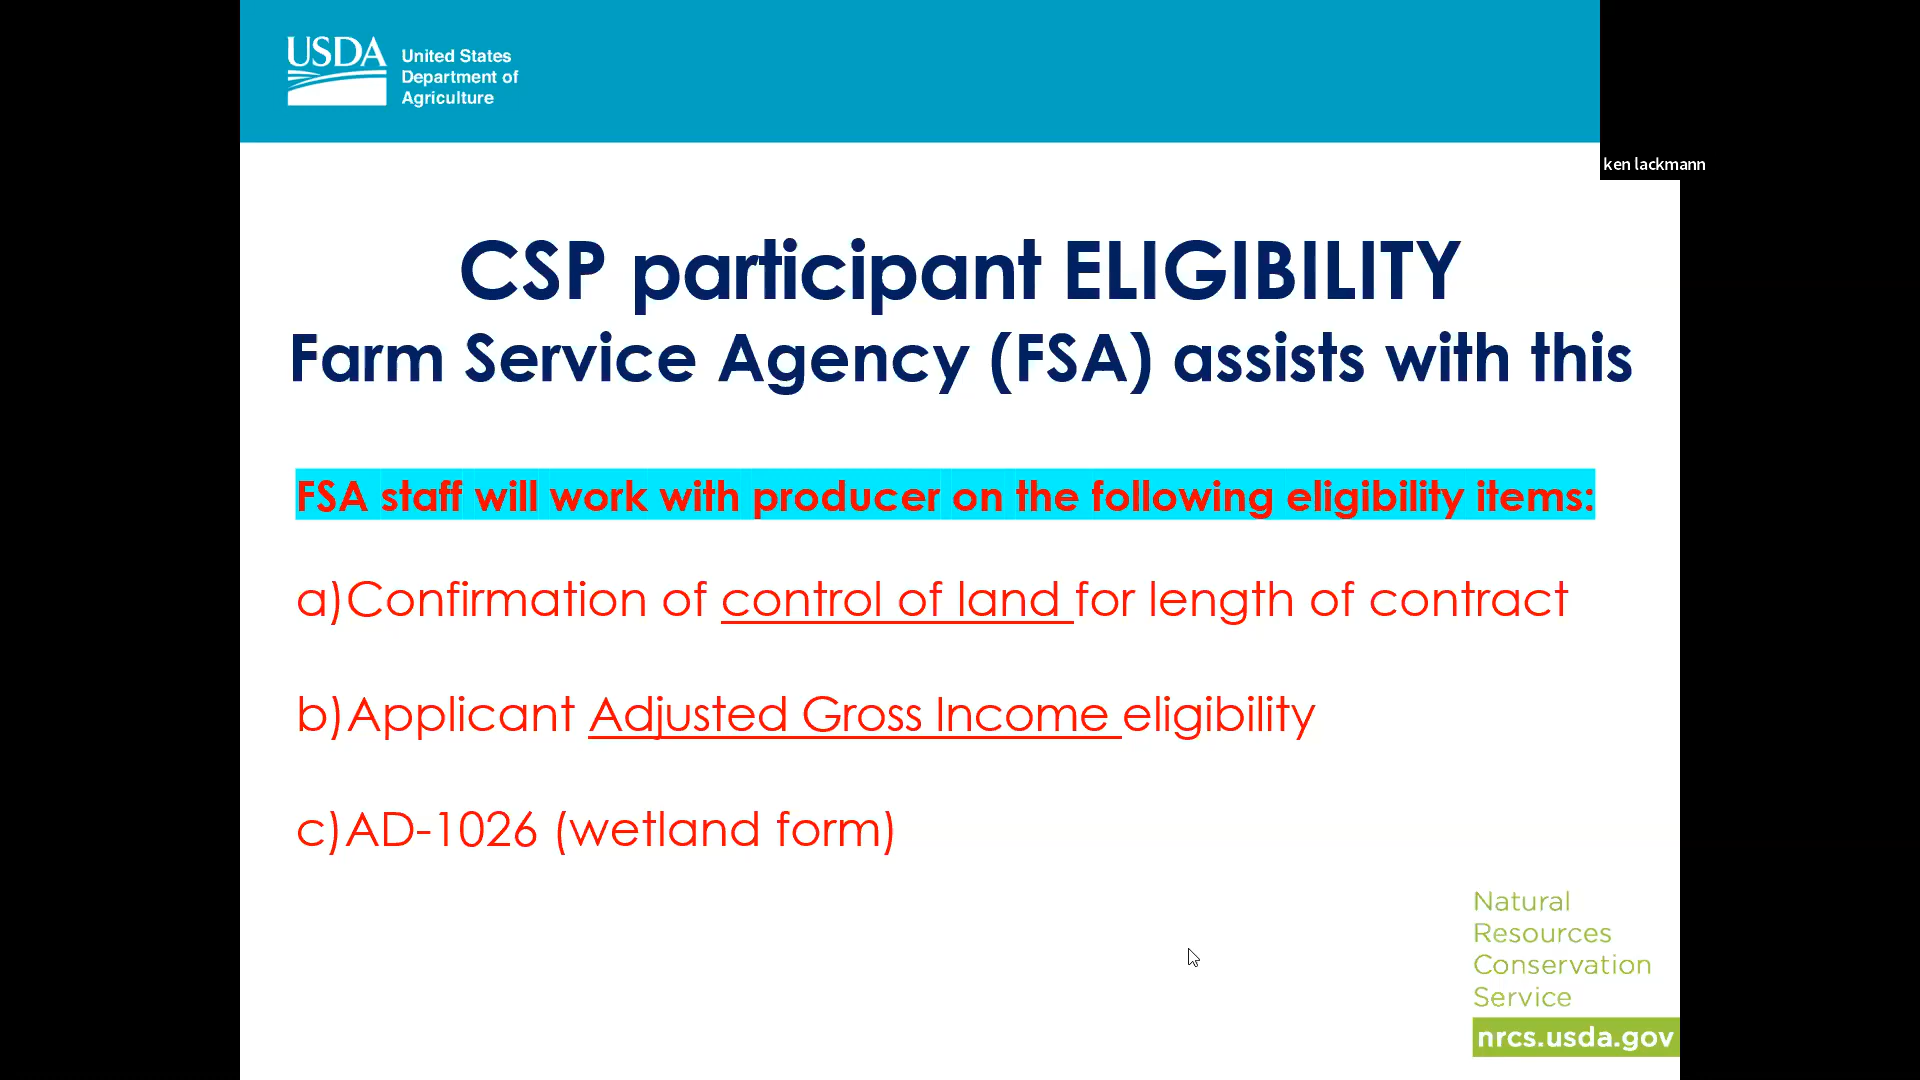 USDA
United States
Department of
Agriculture
ken lackmann
CSP participant ELIGIBILITY
Farm Service Agency (FSA) assists with this
FSA staff will work with producer on the following eligibility items:
a)Confirmation of control of land for length of contract
b)Applicant Adjusted Gross Income eligibility
c)AD-1026 (wetland form)
Natural
Resources
Conservation
Service
nrcs.usda.gov